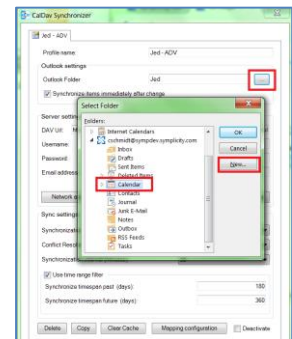 CalDav Synchronizer
Jed - ADV
Profile name Jed - ADV
Outlook settings
Outlook Folder Jed ...
Synchronize items immediately after change
Select Folder
Folders:
Internet Calendars
Inbox
Drafts
Sent Items
Deleted Items
Calendar
Contacts
Journal
Junk E-Mail
Notes
Outbox
RSS Feeds
Tasks
OK
Cancel
New...
Server settings
DAV Url:
Username
Password
Email address
Network
Sync settings
Use time range filter
Synchronize timespan past (days): 180
Synchronize timespan future (days): 360
Delete Copy Clear Cache Mapping configuration Deactivate